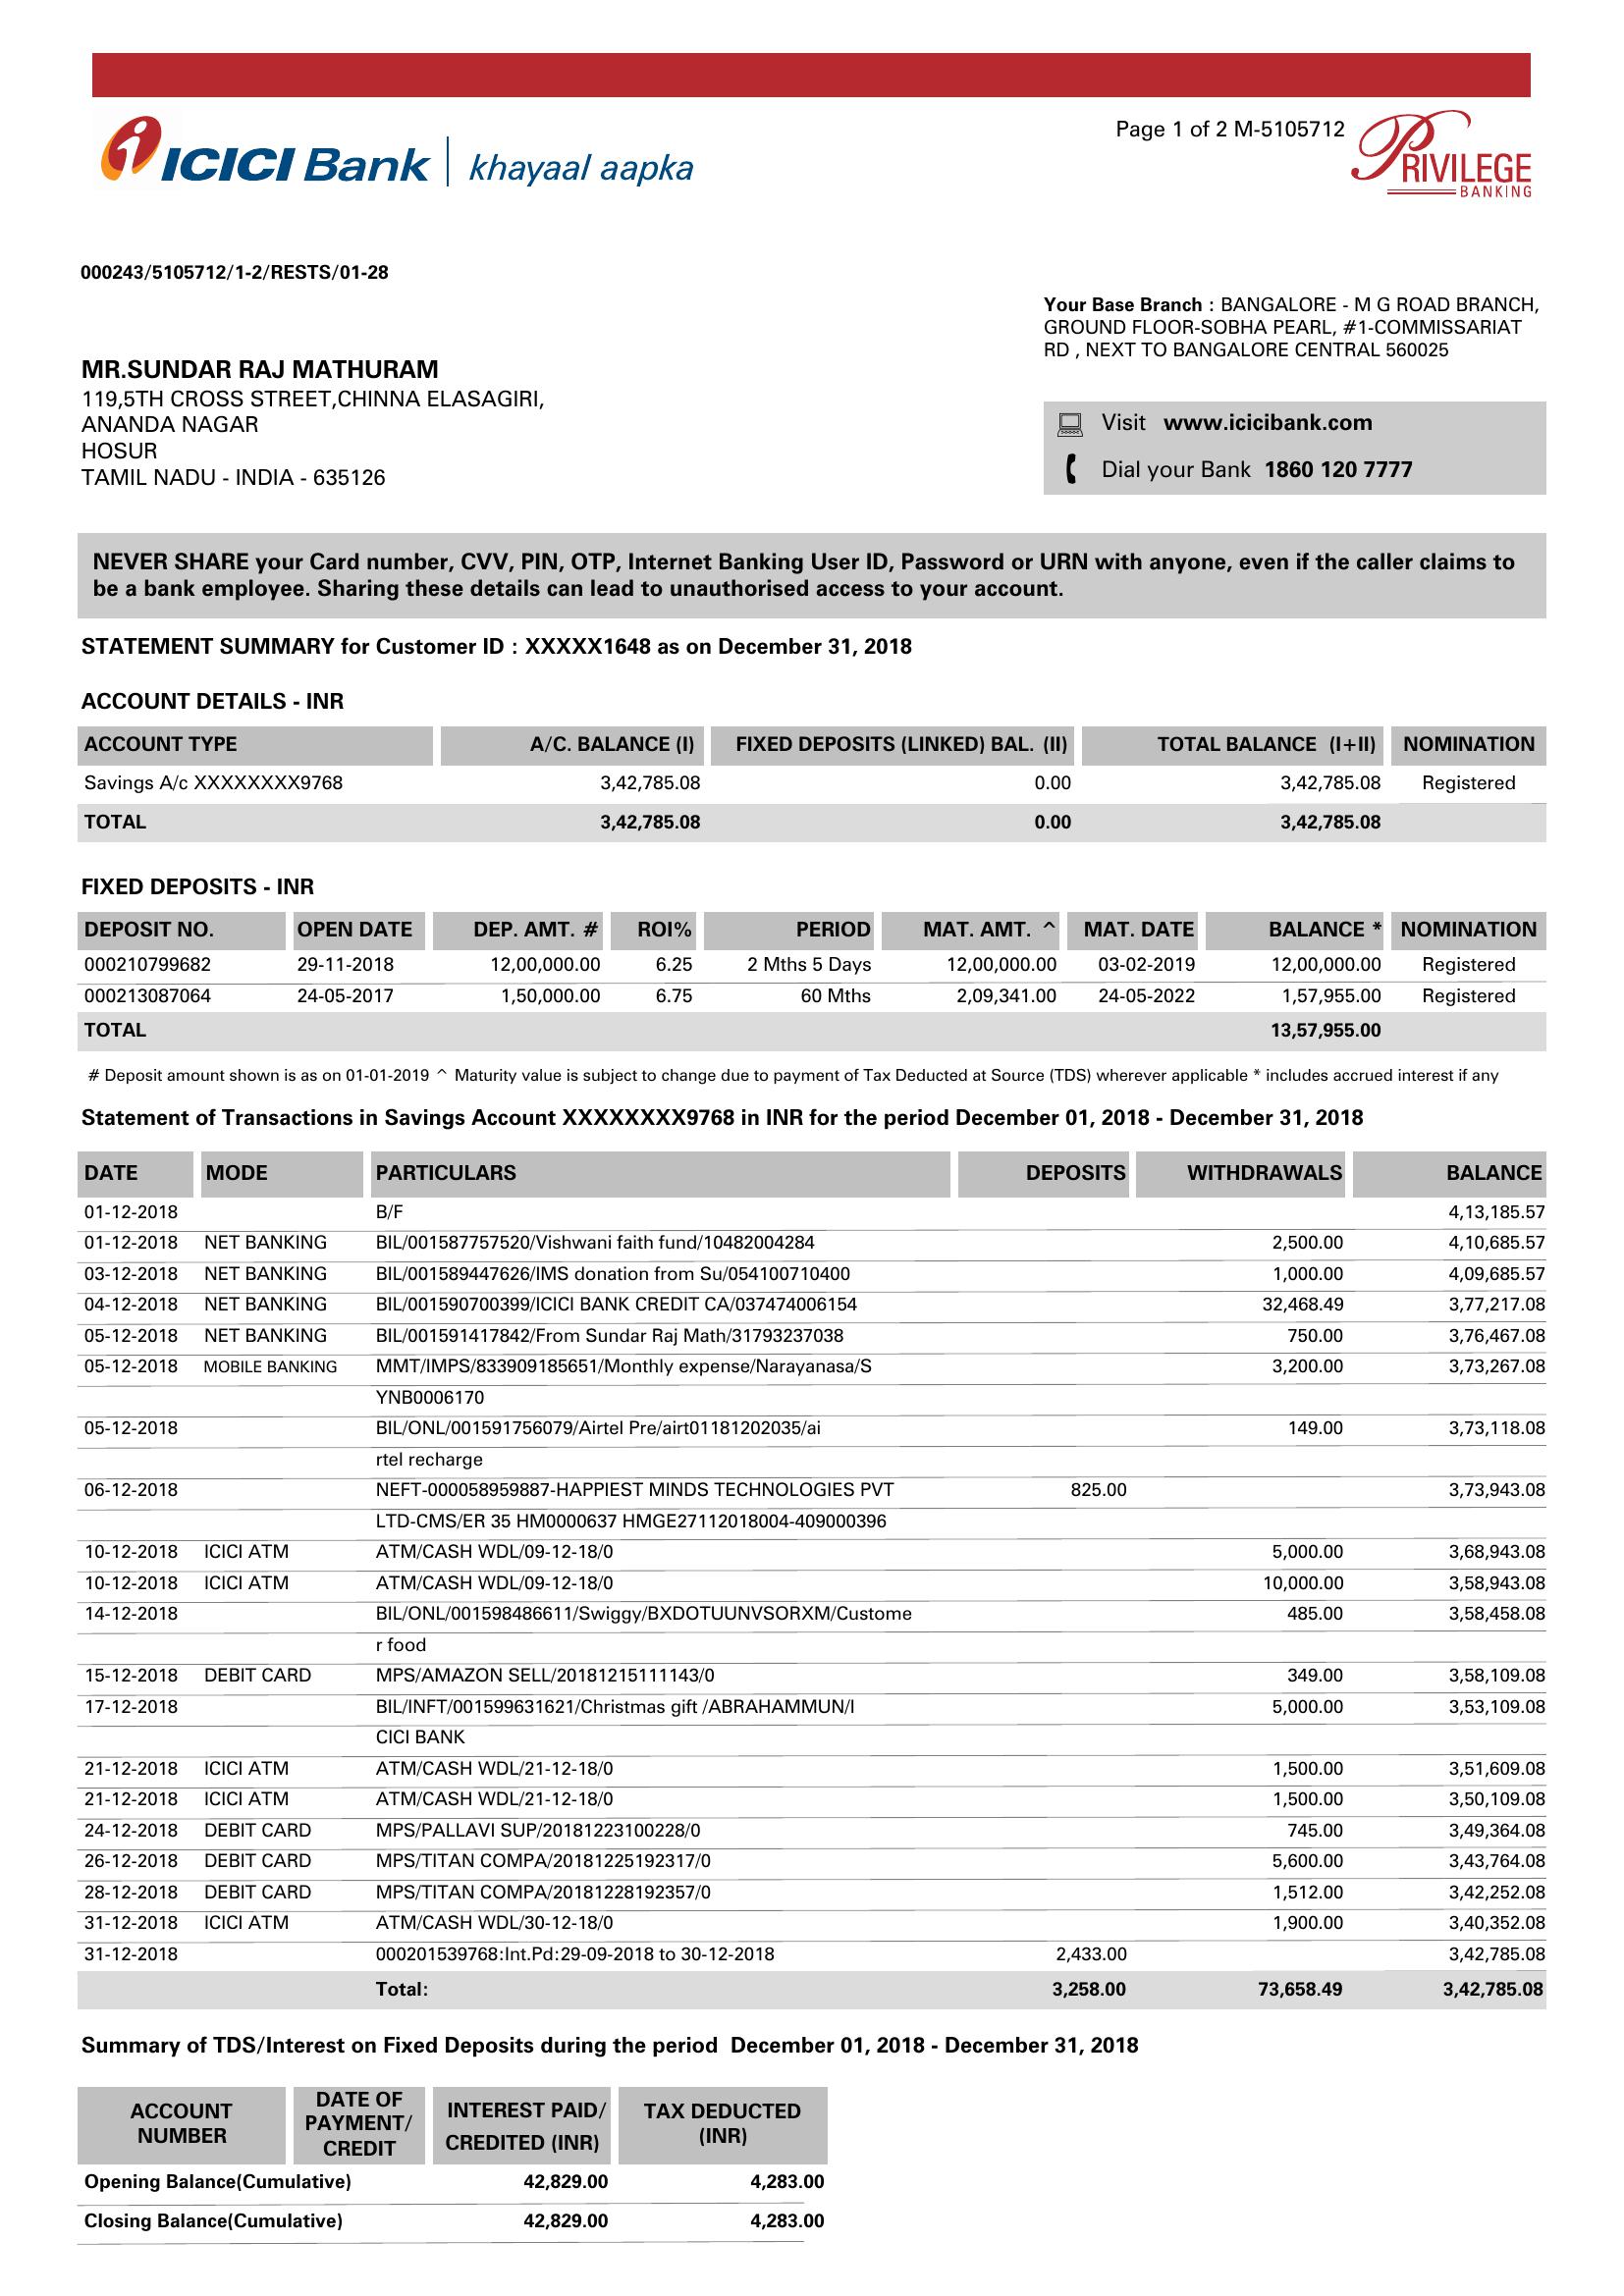 Page 1 of 2 M-5105712
i ICICI Bank | khayaal aapka
PRIVILEGE
BANKING
000243/5105712/1-2/RESTS/01-28
Your Base Branch : BANGALORE - M G ROAD BRANCH,
GROUND FLOOR-SOBHA PEARL, #1-COMMISSARIAT
RD , NEXT TO BANGALORE CENTRAL 560025
MR.SUNDAR RAJ MATHURAM
119,5TH CROSS STREET,CHINNA ELASAGIRI,
ANANDA NAGAR
HOSUR
TAMIL NADU - INDIA - 635126
Visit www.icicibank.com
Dial your Bank 1860 120 7777
NEVER SHARE your Card number, CVV, PIN, OTP, Internet Banking User ID, Password or URN with anyone, even if the caller claims to
be a bank employee. Sharing these details can lead to unauthorised access to your account.
STATEMENT SUMMARY for Customer ID : XXXXX1648 as on December 31, 2018
ACCOUNT DETAILS - INR
ACCOUNT TYPE A/C. BALANCE (I) FIXED DEPOSITS (LINKED) BAL. (II) TOTAL BALANCE (I+II) NOMINATION
Savings A/c XXXXXXXX9768 3,42,785.08 0.00 3,42,785.08 Registered
TOTAL 3,42,785.08 0.00 3,42,785.08
FIXED DEPOSITS - INR
DEPOSIT NO. OPEN DATE DEP. AMT. # ROI% PERIOD MAT. AMT. ^ MAT. DATE BALANCE * NOMINATION
000210799682 29-11-2018 12,00,000.00 6.25 2 Mths 5 Days 12,00,000.00 03-02-2019 12,00,000.00 Registered
000213087064 24-05-2017 1,50,000.00 6.75 60 Mths 2,09,341.00 24-05-2022 1,57,955.00 Registered
TOTAL 13,57,955.00
# Deposit amount shown is as on 01-01-2019 ^ Maturity value is subject to change due to payment of Tax Deducted at Source (TDS) wherever applicable * includes accrued interest if any
Statement of Transactions in Savings Account XXXXXXXX9768 in INR for the period December 01, 2018 - December 31, 2018
DATE MODE PARTICULARS DEPOSITS WITHDRAWALS BALANCE
01-12-2018 B/F 4,13,185.57
01-12-2018 NET BANKING BIL/001587757520/Vishwani faith fund/10482004284 2,500.00 4,10,685.57
03-12-2018 NET BANKING BIL/001589447626/IMS donation from Su/054100710400 1,000.00 4,09,685.57
04-12-2018 NET BANKING BIL/001590700399/ICICI BANK CREDIT CA/037474006154 32,468.49 3,77,217.08
05-12-2018 NET BANKING BIL/001591417842/From Sundar Raj Math/31793237038 750.00 3,76,467.08
05-12-2018 MOBILE BANKING MMT/IMPS/833909185651/Monthly expense/Narayanasa/S 3,200.00 3,73,267.08
YNB0006170
05-12-2018 BIL/ONL/001591756079/Airtel Pre/airt01181202035/ai 149.00 3,73,118.08
rtel recharge
06-12-2018 NEFT-000058959887-HAPPIEST MINDS TECHNOLOGIES PVT 825.00 3,73,943.08
LTD-CMS/ER 35 HM0000637 HMGE27112018004-409000396
10-12-2018 ICICI ATM ATM/CASH WDL/09-12-18/0 5,000.00 3,68,943.08
10-12-2018 ICICI ATM ATM/CASH WDL/09-12-18/0 10,000.00 3,58,943.08
14-12-2018 BIL/ONL/001598486611/Swiggy/BXDOTUUNVSORXM/Custome 485.00 3,58,458.08
r food
15-12-2018 DEBIT CARD MPS/AMAZON SELL/20181215111143/0 349.00 3,58,109.08
17-12-2018 BIL/INFT/001599631621/Christmas gift /ABRAHAMMUN/I 5,000.00 3,53,109.08
CICI BANK
21-12-2018 ICICI ATM ATM/CASH WDL/21-12-18/0 1,500.00 3,51,609.08
21-12-2018 ICICI ATM ATM/CASH WDL/21-12-18/0 1,500.00 3,50,109.08
24-12-2018 DEBIT CARD MPS/PALLAVI SUP/20181223100228/0 745.00 3,49,364.08
26-12-2018 DEBIT CARD MPS/TITAN COMPA/20181225192317/0 5,600.00 3,43,764.08
28-12-2018 DEBIT CARD MPS/TITAN COMPA/20181228192357/0 1,512.00 3,42,252.08
31-12-2018 ICICI ATM ATM/CASH WDL/30-12-18/0 1,900.00 3,40,352.08
31-12-2018 000201539768:Int.Pd:29-09-2018 to 30-12-2018 2,433.00 3,42,785.08
Total: 3,258.00 73,658.49 3,42,785.08
Summary of TDS/Interest on Fixed Deposits during the period December 01, 2018 - December 31, 2018
ACCOUNT NUMBER DATE OF PAYMENT/ CREDIT INTEREST PAID/ CREDITED (INR) TAX DEDUCTED (INR)
Opening Balance(Cumulative) 42,829.00 4,283.00
Closing Balance(Cumulative) 42,829.00 4,283.00